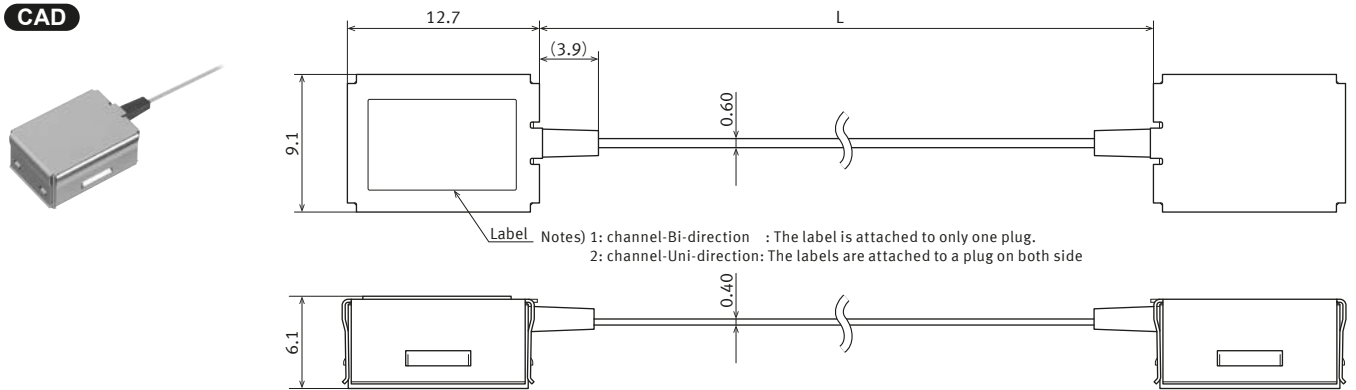 CAD
12.7
L
(3.9)
9.1
0.60
Label
Notes) 1: channel-Bi-direction : The label is attached to only one plug.
2: channel-Uni-direction: The labels are attached to a plug on both side
6.1
0.40